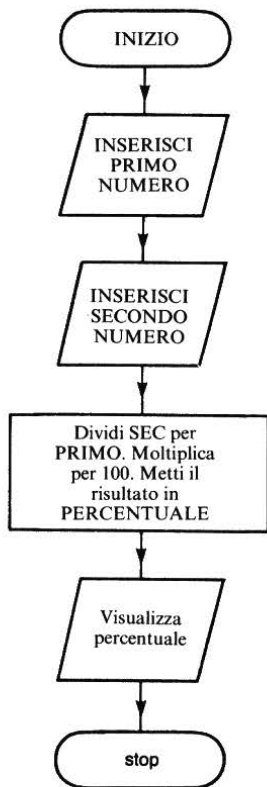 INIZIO
INSERISCI
PRIMO
NUMERO
INSERISCI
SECONDO
NUMERO
Dividi SEC per
PRIMO. Moltiplica
per 100. Metti il
risultato in
PERCENTUALE
Visualizza
percentuale
stop